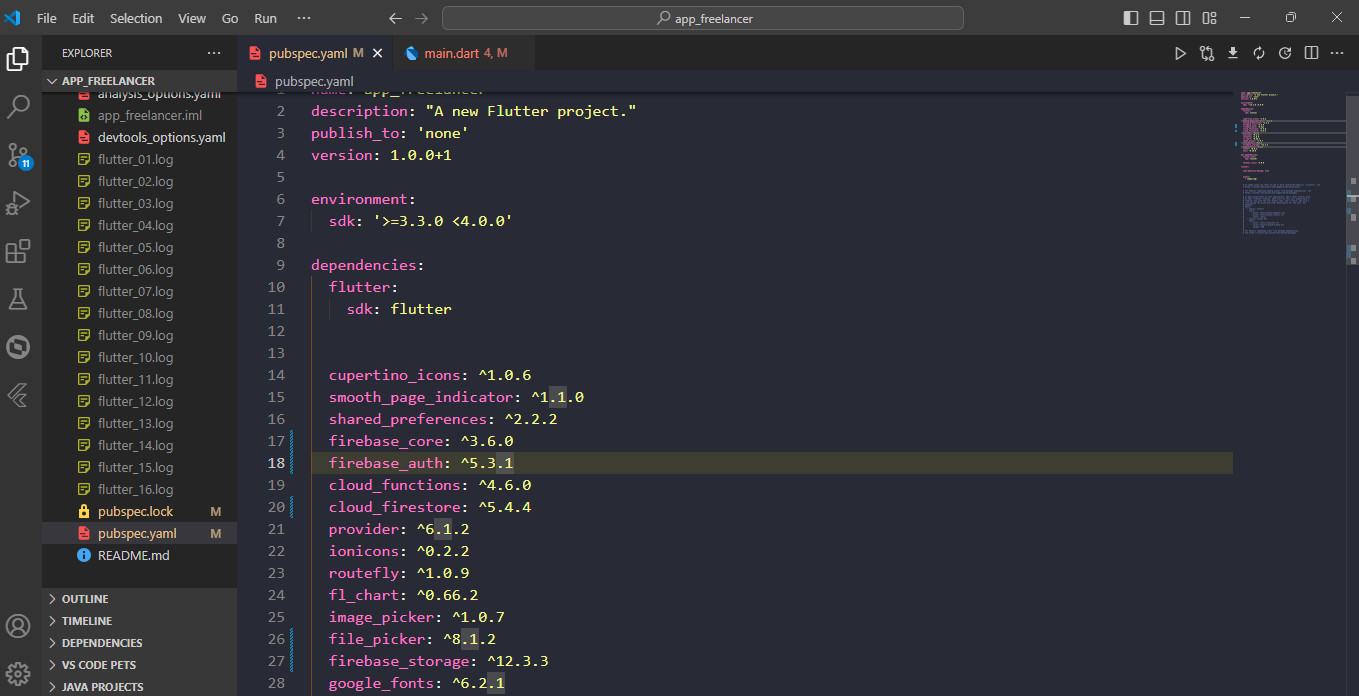 File Edit Selection View Go Run ···
app_freelancer
EXPLORER ···
APP_FREELANCER
analysis_options.yaml
app_freelancer.iml
devtools_options.yaml
flutter_01.log
flutter_02.log
flutter_03.log
flutter_04.log
flutter_05.log
flutter_06.log
flutter_07.log
flutter_08.log
flutter_09.log
flutter_10.log
flutter_11.log
flutter_12.log
flutter_13.log
flutter_14.log
flutter_15.log
flutter_16.log
pubspec.lock M
pubspec.yaml M
README.md
OUTLINE
TIMELINE
DEPENDENCIES
VS CODE PETS
JAVA PROJECTS
11
pubspec.yaml M
main.dart 4, M
pubspec.yaml
1 name: app_freelancer
2 description: "A new Flutter project."
3 publish_to: 'none'
4 version: 1.0.0+1
5
6 environment:
7 sdk: '>=3.3.0 <4.0.0'
8
9 dependencies:
10 flutter:
11 sdk: flutter
12
13
14 cupertino_icons: ^1.0.6
15 smooth_page_indicator: ^1.1.0
16 shared_preferences: ^2.2.2
17 firebase_core: ^3.6.0
18 firebase_auth: ^5.3.1
19 cloud_functions: ^4.6.0
20 cloud_firestore: ^5.4.4
21 provider: ^6.1.2
22 ionicons: ^0.2.2
23 routefly: ^1.0.9
24 fl_chart: ^0.66.2
25 image_picker: ^1.0.7
26 file_picker: ^8.1.2
27 firebase_storage: ^12.3.3
28 google_fonts: ^6.2.1